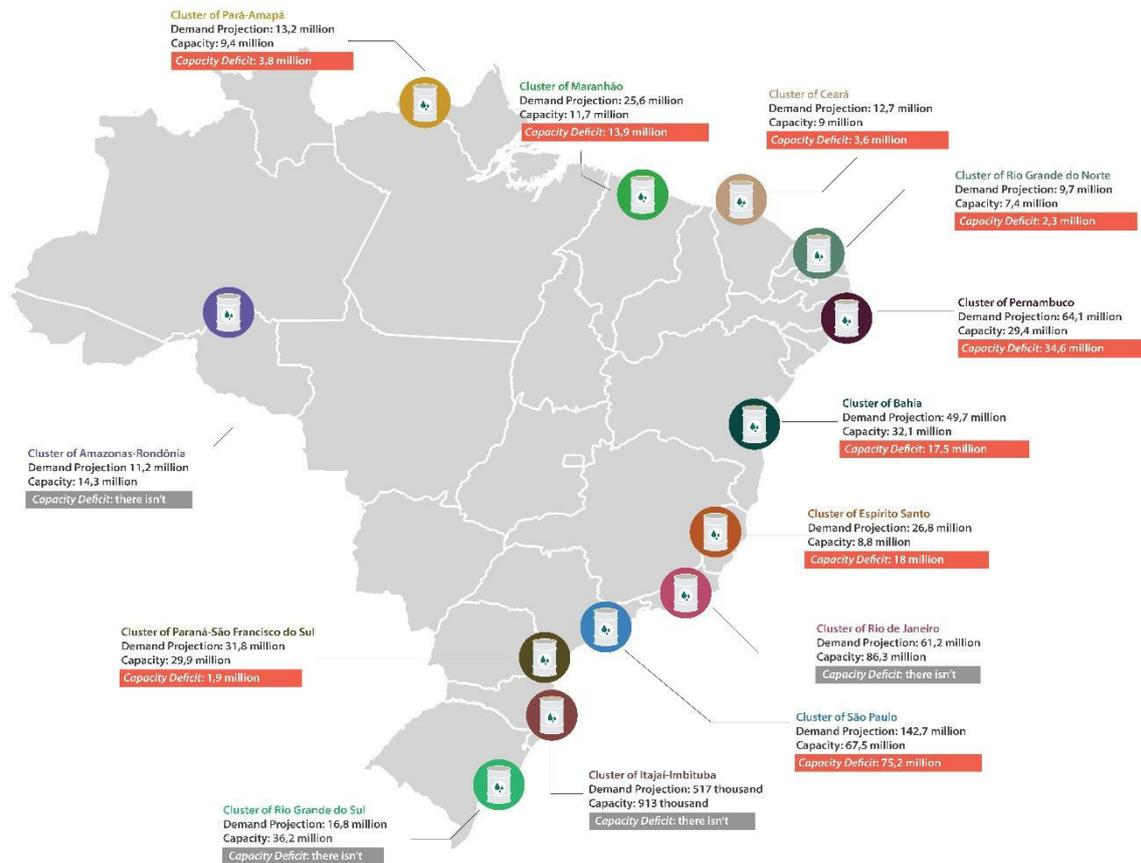 Cluster of Pará-Amapá
Demand Projection: 13,2 million
Capacity: 9,4 million
Capacity Deficit: 3,8 million
Cluster of Maranhão
Demand Projection: 25,6 million
Capacity: 11,7 million
Capacity Deficit: 13,9 million
Cluster of Ceará
Demand Projection: 12,7 million
Capacity: 9 million
Capacity Deficit: 3,6 million
Cluster of Rio Grande do Norte
Demand Projection: 9,7 million
Capacity: 7,4 million
Capacity Deficit: 2,3 million
Cluster of Pernambuco
Demand Projection: 64,1 million
Capacity: 29,4 million
Capacity Deficit: 34,6 million
Cluster of Bahia
Demand Projection: 49,7 million
Capacity: 32,1 million
Capacity Deficit: 17,5 million
Cluster of Amazonas-Rondônia
Demand Projection 11,2 million
Capacity: 14,3 million
Capacity Deficit: there isn't
Cluster of Espírito Santo
Demand Projection: 26,8 million
Capacity: 8,8 million
Capacity Deficit: 18 million
Cluster of Rio de Janeiro
Demand Projection: 61,2 million
Capacity: 86,3 million
Capacity Deficit: there isn't
Cluster of Paraná-São Francisco do Sul
Demand Projection: 31,8 million
Capacity: 29,9 million
Capacity Deficit: 1,9 million
Cluster of São Paulo
Demand Projection: 142,7 million
Capacity: 67,5 million
Capacity Deficit: 75,2 million
Cluster of Itajaí-Imbituba
Demand Projection: 517 thousand
Capacity: 913 thousand
Capacity Deficit: there isn't
Cluster of Rio Grande do Sul
Demand Projection: 16,8 million
Capacity: 36,2 million
Capacity Deficit: there isn't